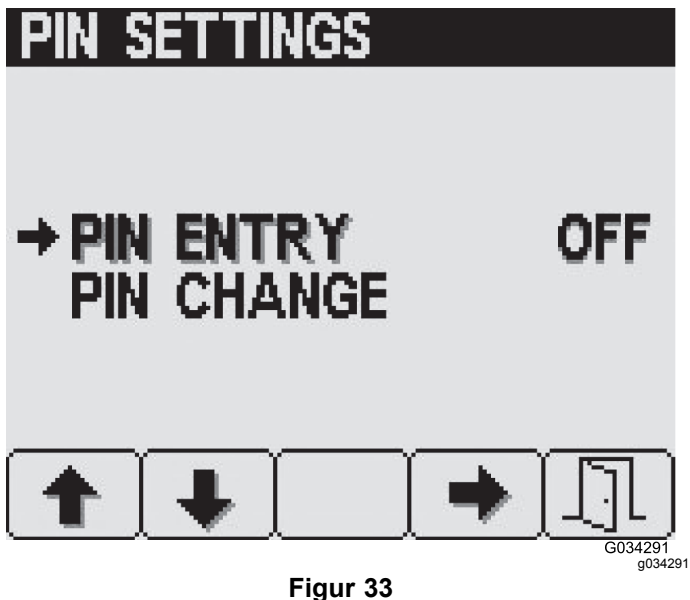 PIN SETTINGS
PIN ENTRY OFF
PIN CHANGE
G034291
g034291
Figur 33